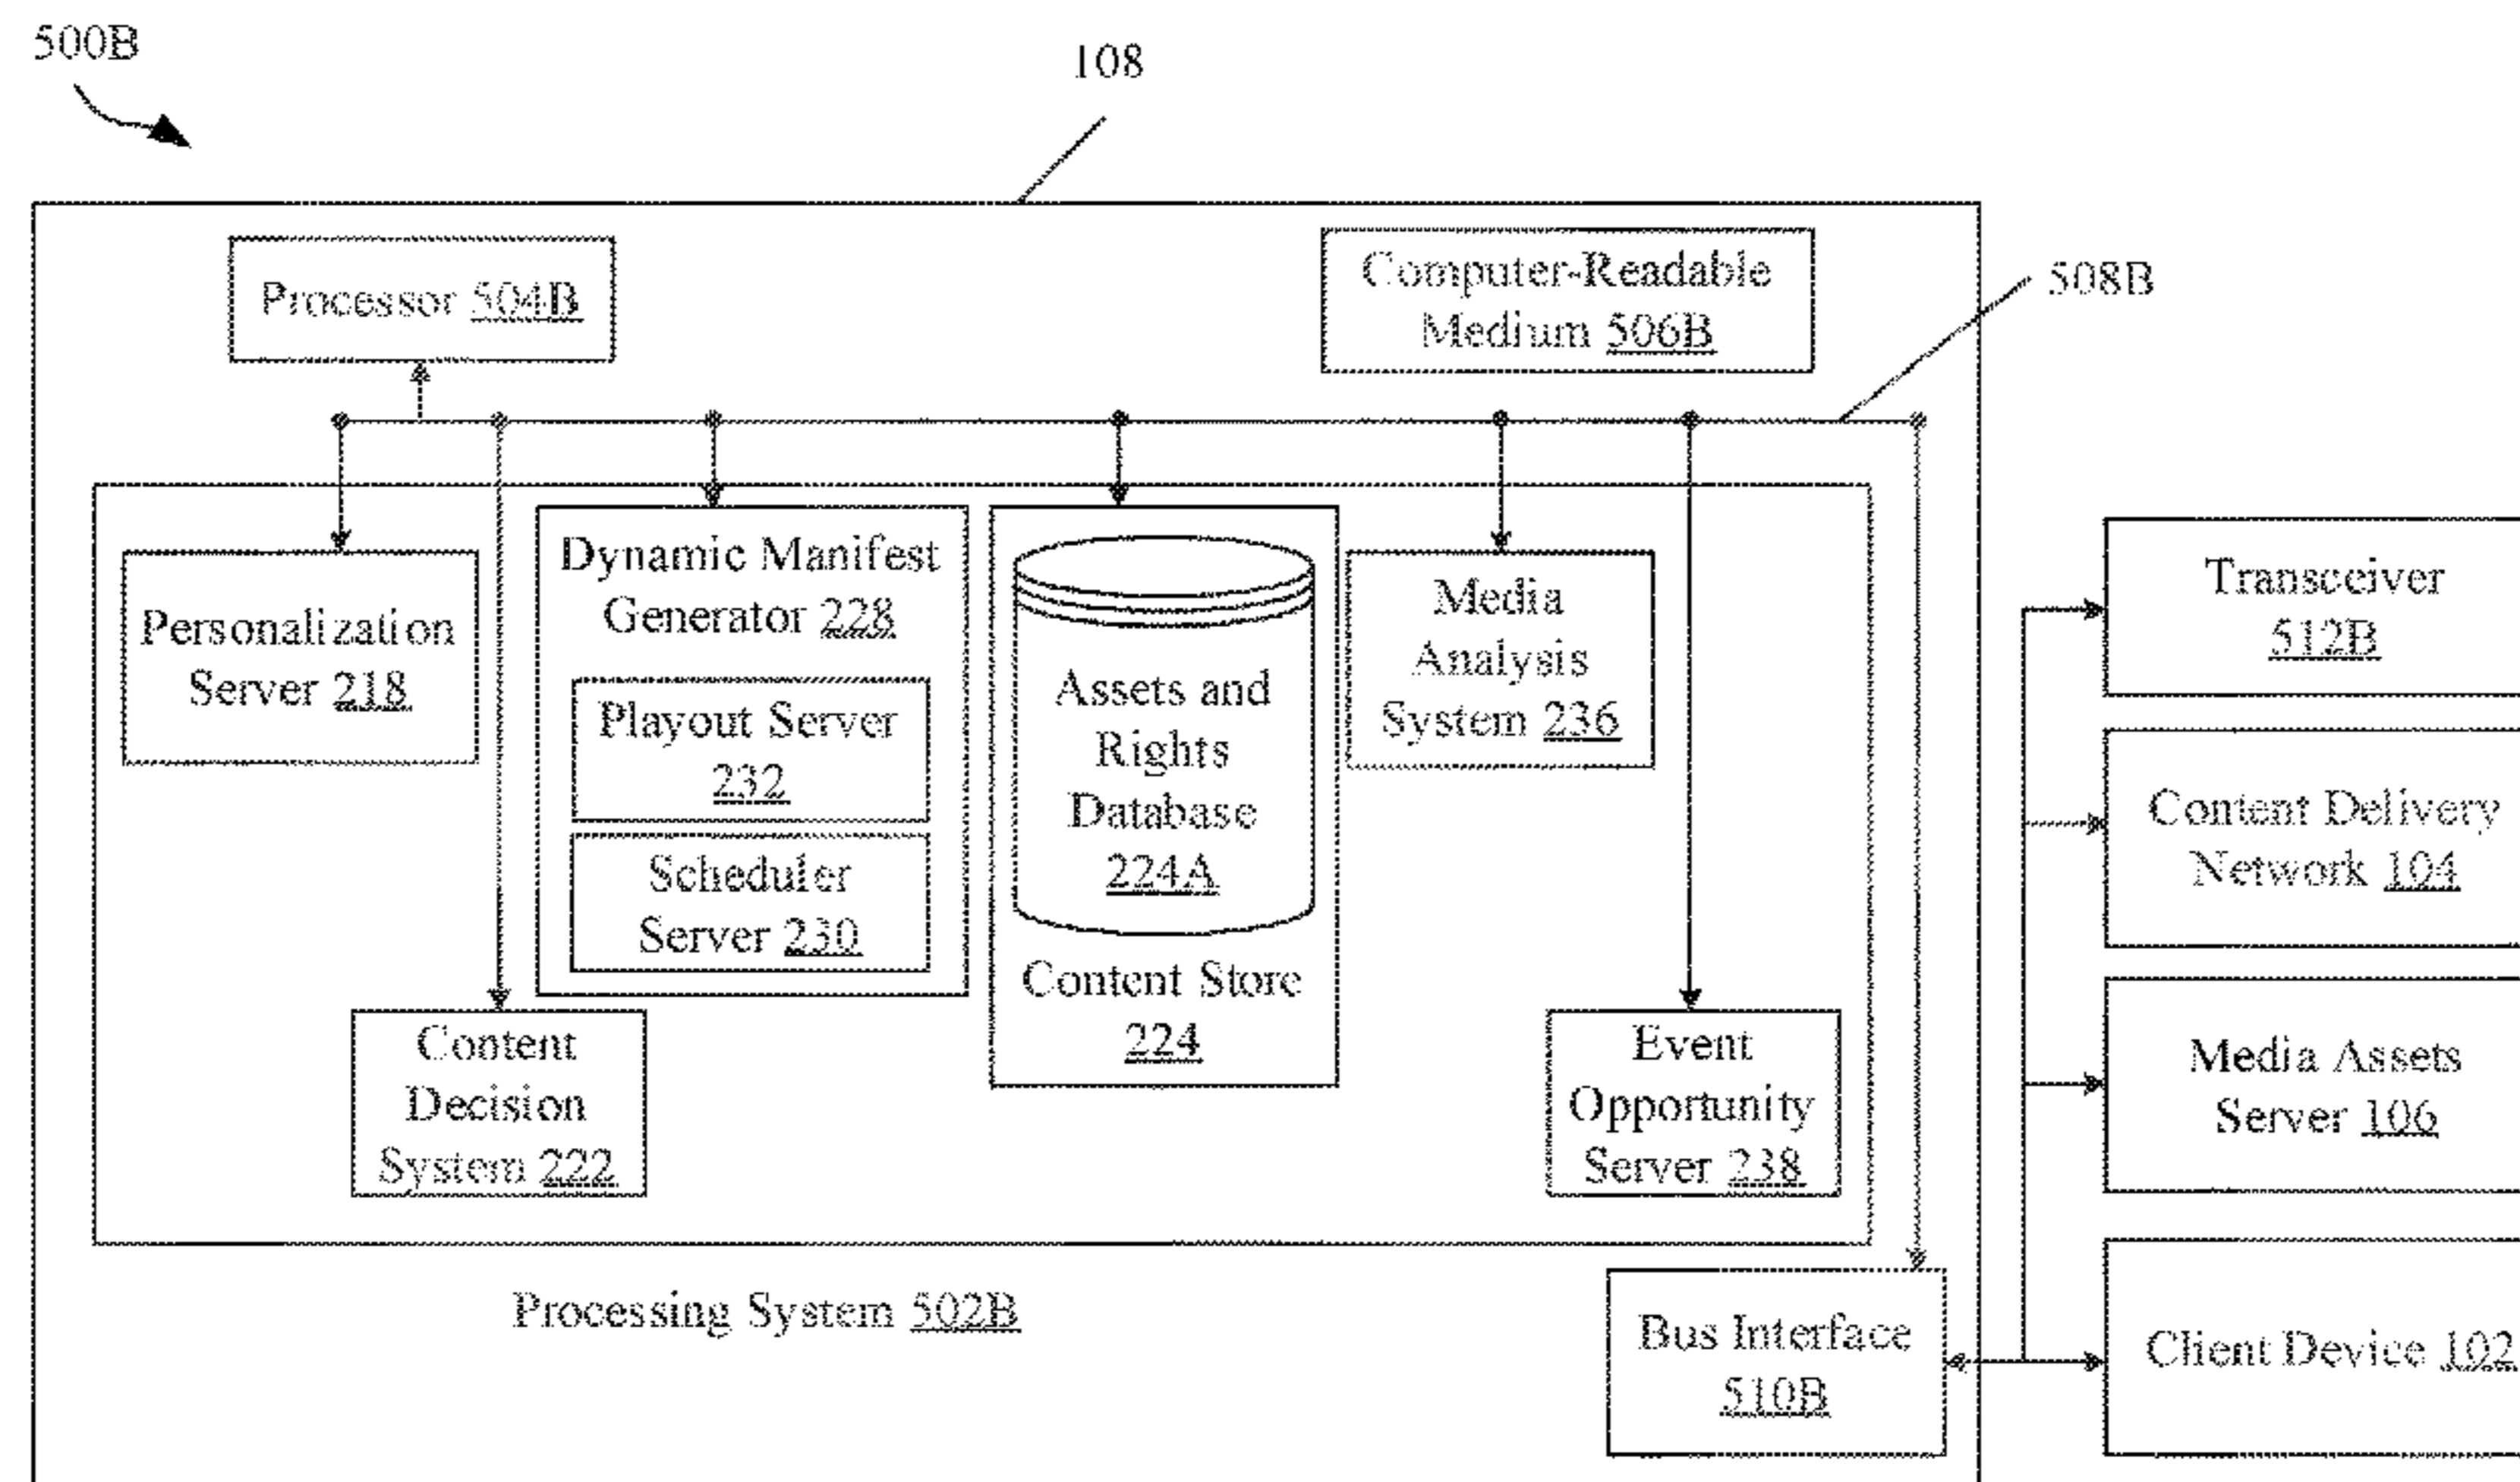 500B
108
Processor 504B
Computer-Readable
Medium 506B
508B
Personalization
Server 218
Dynamic Manifest
Generator 228
Playout Server
232
Scheduler
Server 230
Assets and
Rights
Database
224A
Content Store
224
Media
Analysis
System 236
Content
Decision
System 222
Event
Opportunity
Server 238
Processing System 502B
Bus Interface
510B
Transceiver
512B
Content Delivery
Network 104
Media Assets
Server 106
Client Device 102